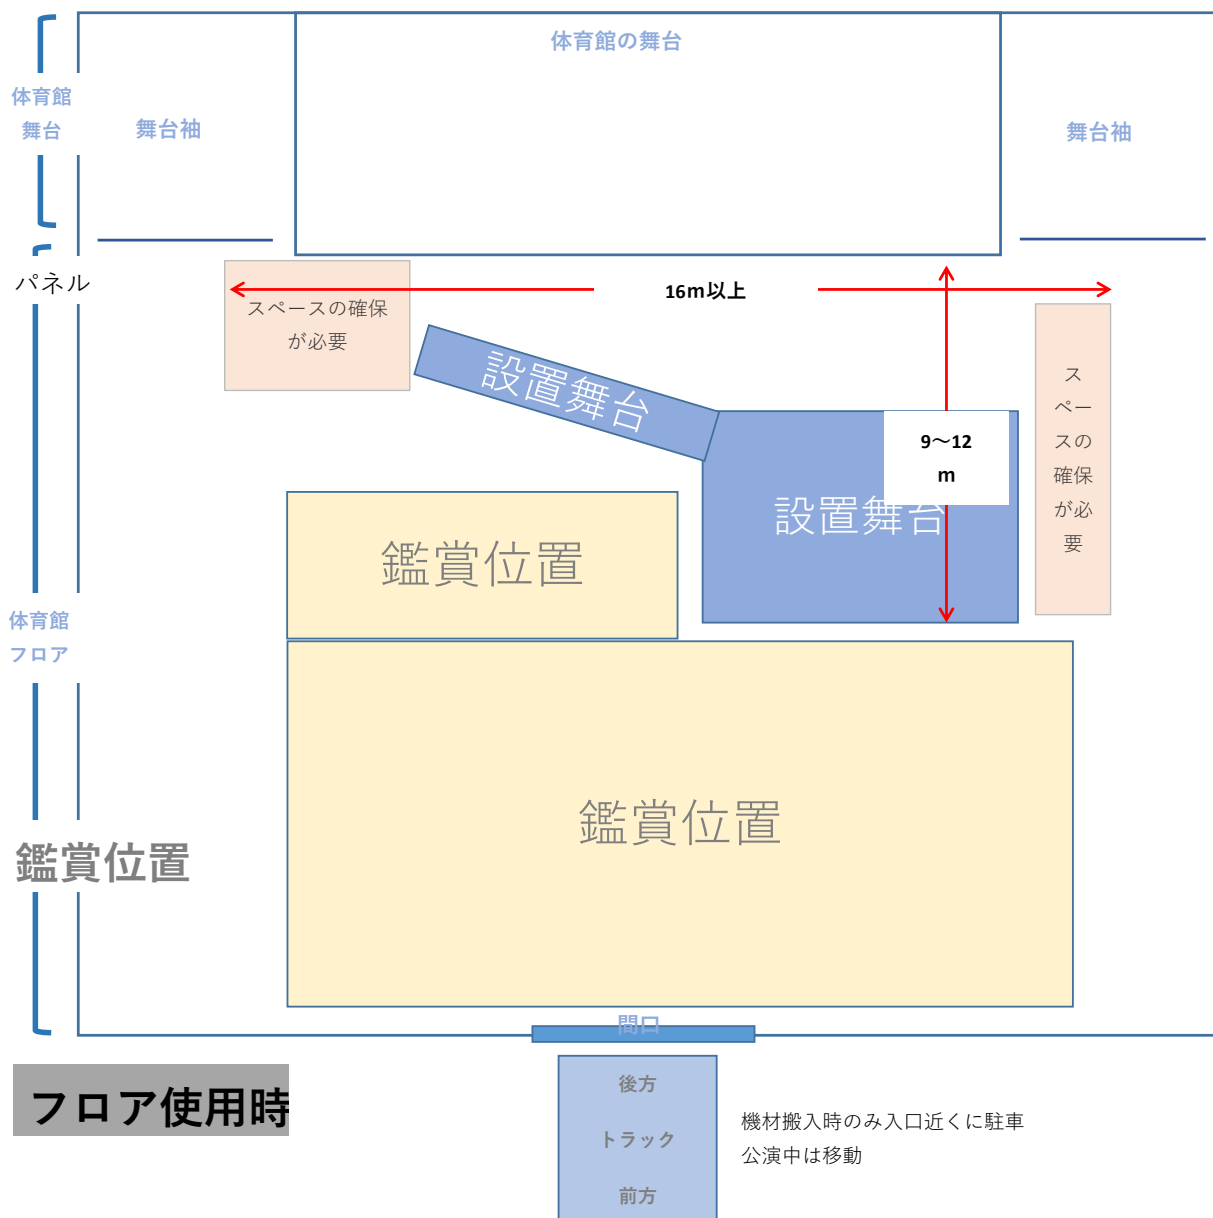 体育館の舞台
体育館
舞台
舞台袖
舞台袖
パネル
スペースの確保
が必要
16m以上
設置舞台
ス
ペー
スの
確保
が必
要
9～12
m
設置舞台
鑑賞位置
体育館
フロア
鑑賞位置
鑑賞位置
間口
フロア使用時
後方
トラック
前方
機材搬入時のみ入口近くに駐車
公演中は移動